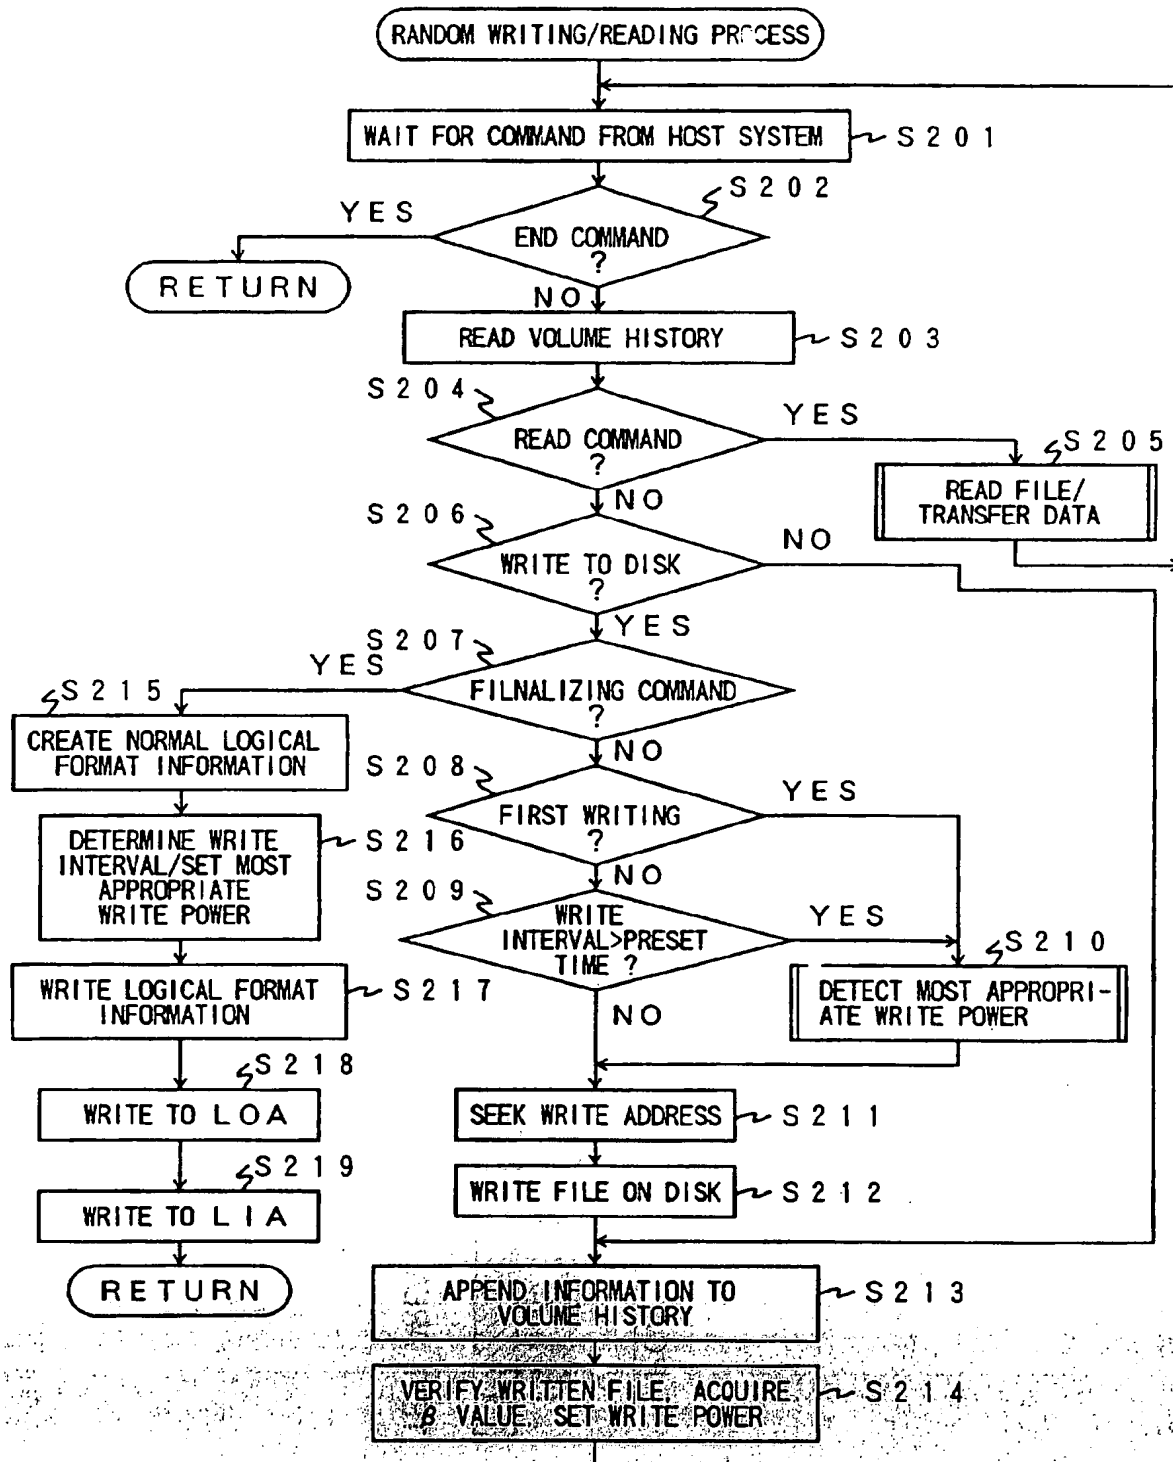 RANDOM WRITING/READING PROCESS
WAIT FOR COMMAND FROM HOST SYSTEM
S201
S202
YES
END COMMAND
?
RETURN
NO
READ VOLUME HISTORY
S203
S204
YES
READ COMMAND
?
S205
READ FILE/
TRANSFER DATA
NO
S206
NO
WRITE TO DISK
?
YES
S207
YES
FILNALIZING COMMAND
?
S215
CREATE NORMAL LOGICAL
FORMAT INFORMATION
NO
S208
YES
FIRST WRITING
?
DETERMINE WRITE
INTERVAL/SET MOST
APPROPRIATE
WRITE POWER
S216
NO
S209
WRITE
INTERVAL>PRESET
TIME ?
YES
S210
DETECT MOST APPROPRI-
ATE WRITE POWER
WRITE LOGICAL FORMAT
INFORMATION
S217
NO
S218
WRITE TO LOA
SEEK WRITE ADDRESS
S211
S219
WRITE TO LIA
WRITE FILE ON DISK
S212
RETURN
APPEND INFORMATION TO
VOLUME HISTORY
S213
VERIFY WRITTEN FILE, ACQUIRE
β VALUE, SET WRITE POWER
S214